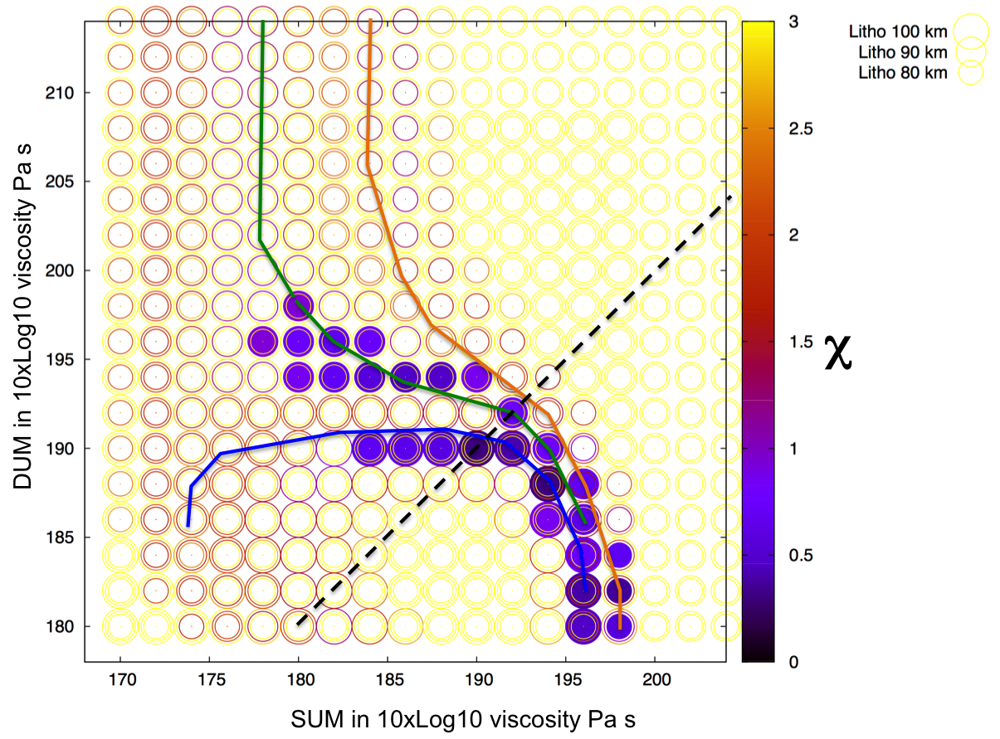 Litho 100 km
Litho 90 km
Litho 80 km
3
2.5
2
1.5
1
0.5
0
χ
DUM in 10xLog10 viscosity Pa s
210
205
200
195
190
185
180
170 175 180 185 190 195 200
SUM in 10xLog10 viscosity Pa s